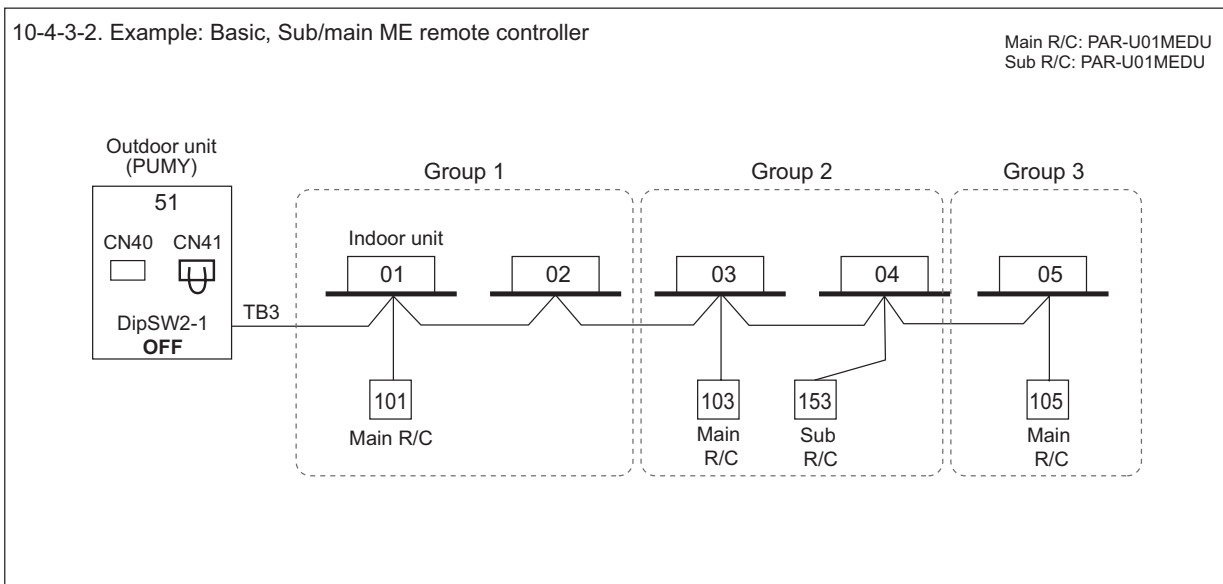 10-4-3-2. Example: Basic, Sub/main ME remote controller
Main R/C: PAR-U01MEDU
Sub R/C: PAR-U01MEDU
Outdoor unit
(PUMY)
51
CN40 CN41
DipSW2-1
OFF
TB3
Group 1
Group 2
Group 3
Indoor unit
01
02
03
04
05
101
Main R/C
103
Main
R/C
153
Sub
R/C
105
Main
R/C